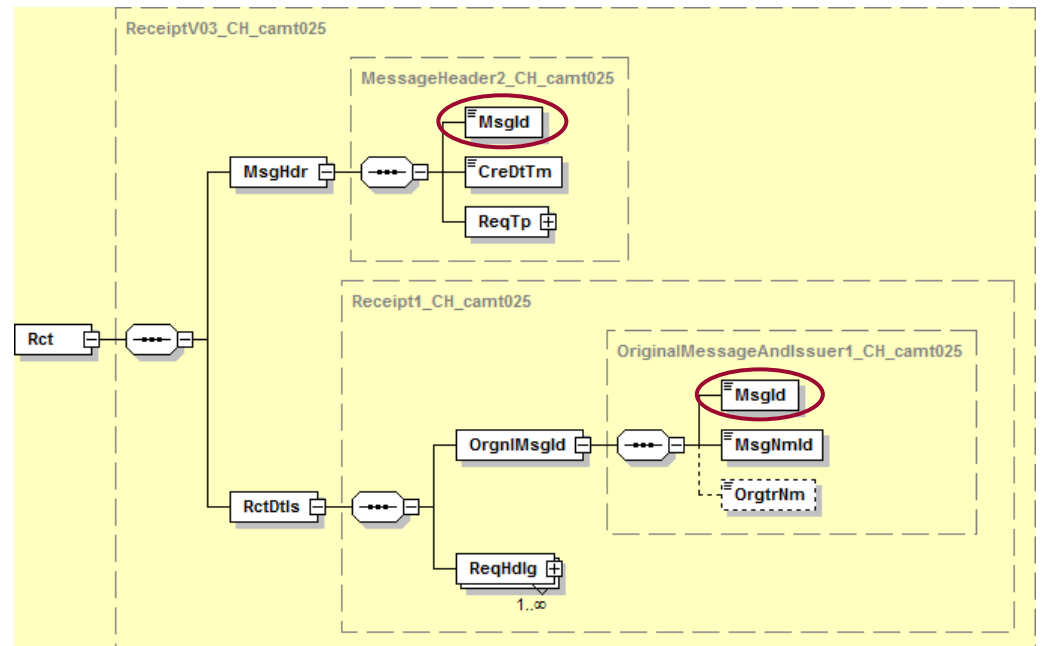 ReceiptV03_CH_camt025
MessageHeader2_CH_camt025
MsgId
MsgHdr
CreDtTm
ReqTp
Receipt1_CH_camt025
Rct
OriginalMessageAndIssuer1_CH_camt025
MsgId
OrgnlMsgId
MsgNmId
OrgtrNm
RctDtls
ReqHdlg
1..∞